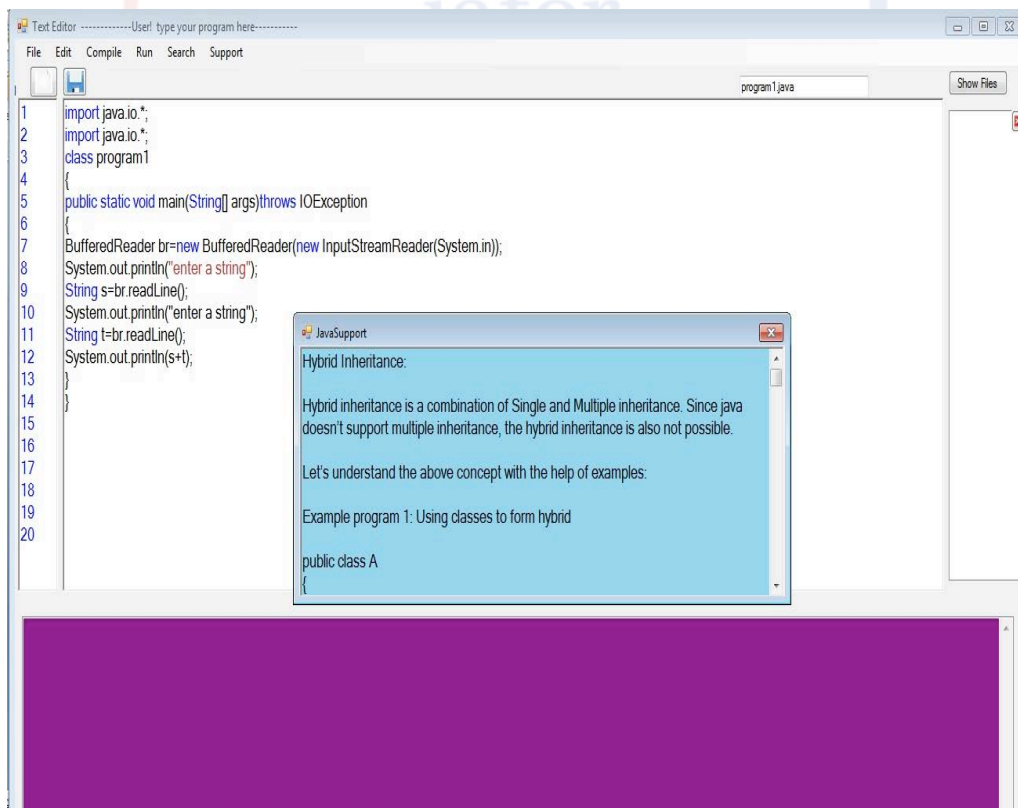 Text Editor -------------User! type your program here-----------
File Edit Compile Run Search Support
program1.java
Show Files
1 import java.io.*;
2 import java.io.*;
3 class program1
4 {
5 public static void main(String[] args)throws IOException
6 {
7 BufferedReader br=new BufferedReader(new InputStreamReader(System.in));
8 System.out.println("enter a string");
9 String s=br.readLine();
10 System.out.println("enter a string");
11 String t=br.readLine();
12 System.out.println(s+t);
13 }
14 }
15
16
17
18
19
20
JavaSupport
Hybrid Inheritance:
Hybrid inheritance is a combination of Single and Multiple inheritance. Since java
doesn't support multiple inheritance, the hybrid inheritance is also not possible.
Let's understand the above concept with the help of examples:
Example program 1: Using classes to form hybrid
public class A
{